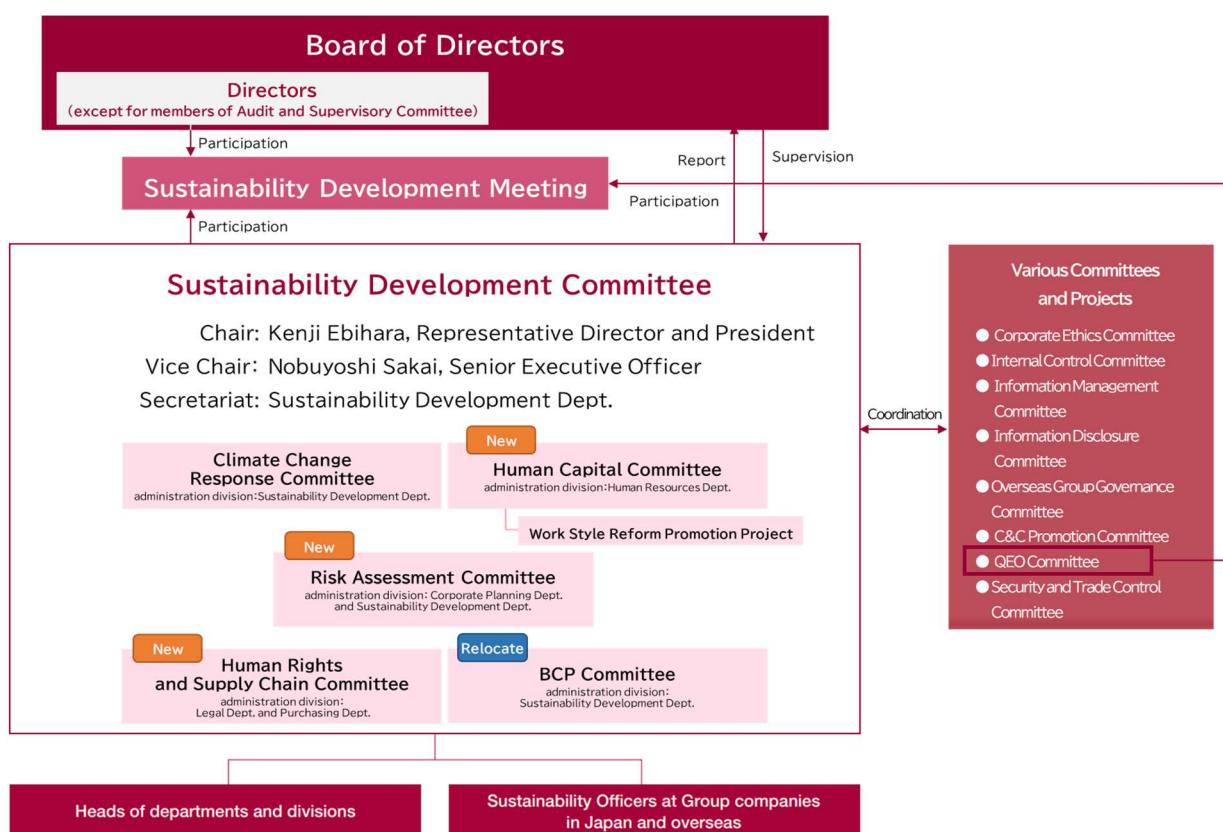 Board of Directors
Directors
(except for members of Audit and Supervisory Committee)
Participation
Sustainability Development Meeting
Report
Supervision
Participation
Participation
Sustainability Development Committee
Chair: Kenji Ebihara, Representative Director and President
Vice Chair: Nobuyoshi Sakai, Senior Executive Officer
Secretariat: Sustainability Development Dept.
Climate Change
Response Committee
administration division:Sustainability Development Dept.
New
Human Capital Committee
administration division:Human Resources Dept.
Work Style Reform Promotion Project
New
Risk Assessment Committee
administration division: Corporate Planning Dept.
and Sustainability Development Dept.
New
Human Rights
and Supply Chain Committee
administration division:
Legal Dept. and Purchasing Dept.
Relocate
BCP Committee
administration division:
Sustainability Development Dept.
Coordination
Various Committees
and Projects
● Corporate Ethics Committee
● Internal Control Committee
● Information Management
Committee
● Information Disclosure
Committee
● Overseas Group Governance
Committee
● C&C Promotion Committee
● QEO Committee
● Security and Trade Control
Committee
Heads of departments and divisions
Sustainability Officers at Group companies
in Japan and overseas